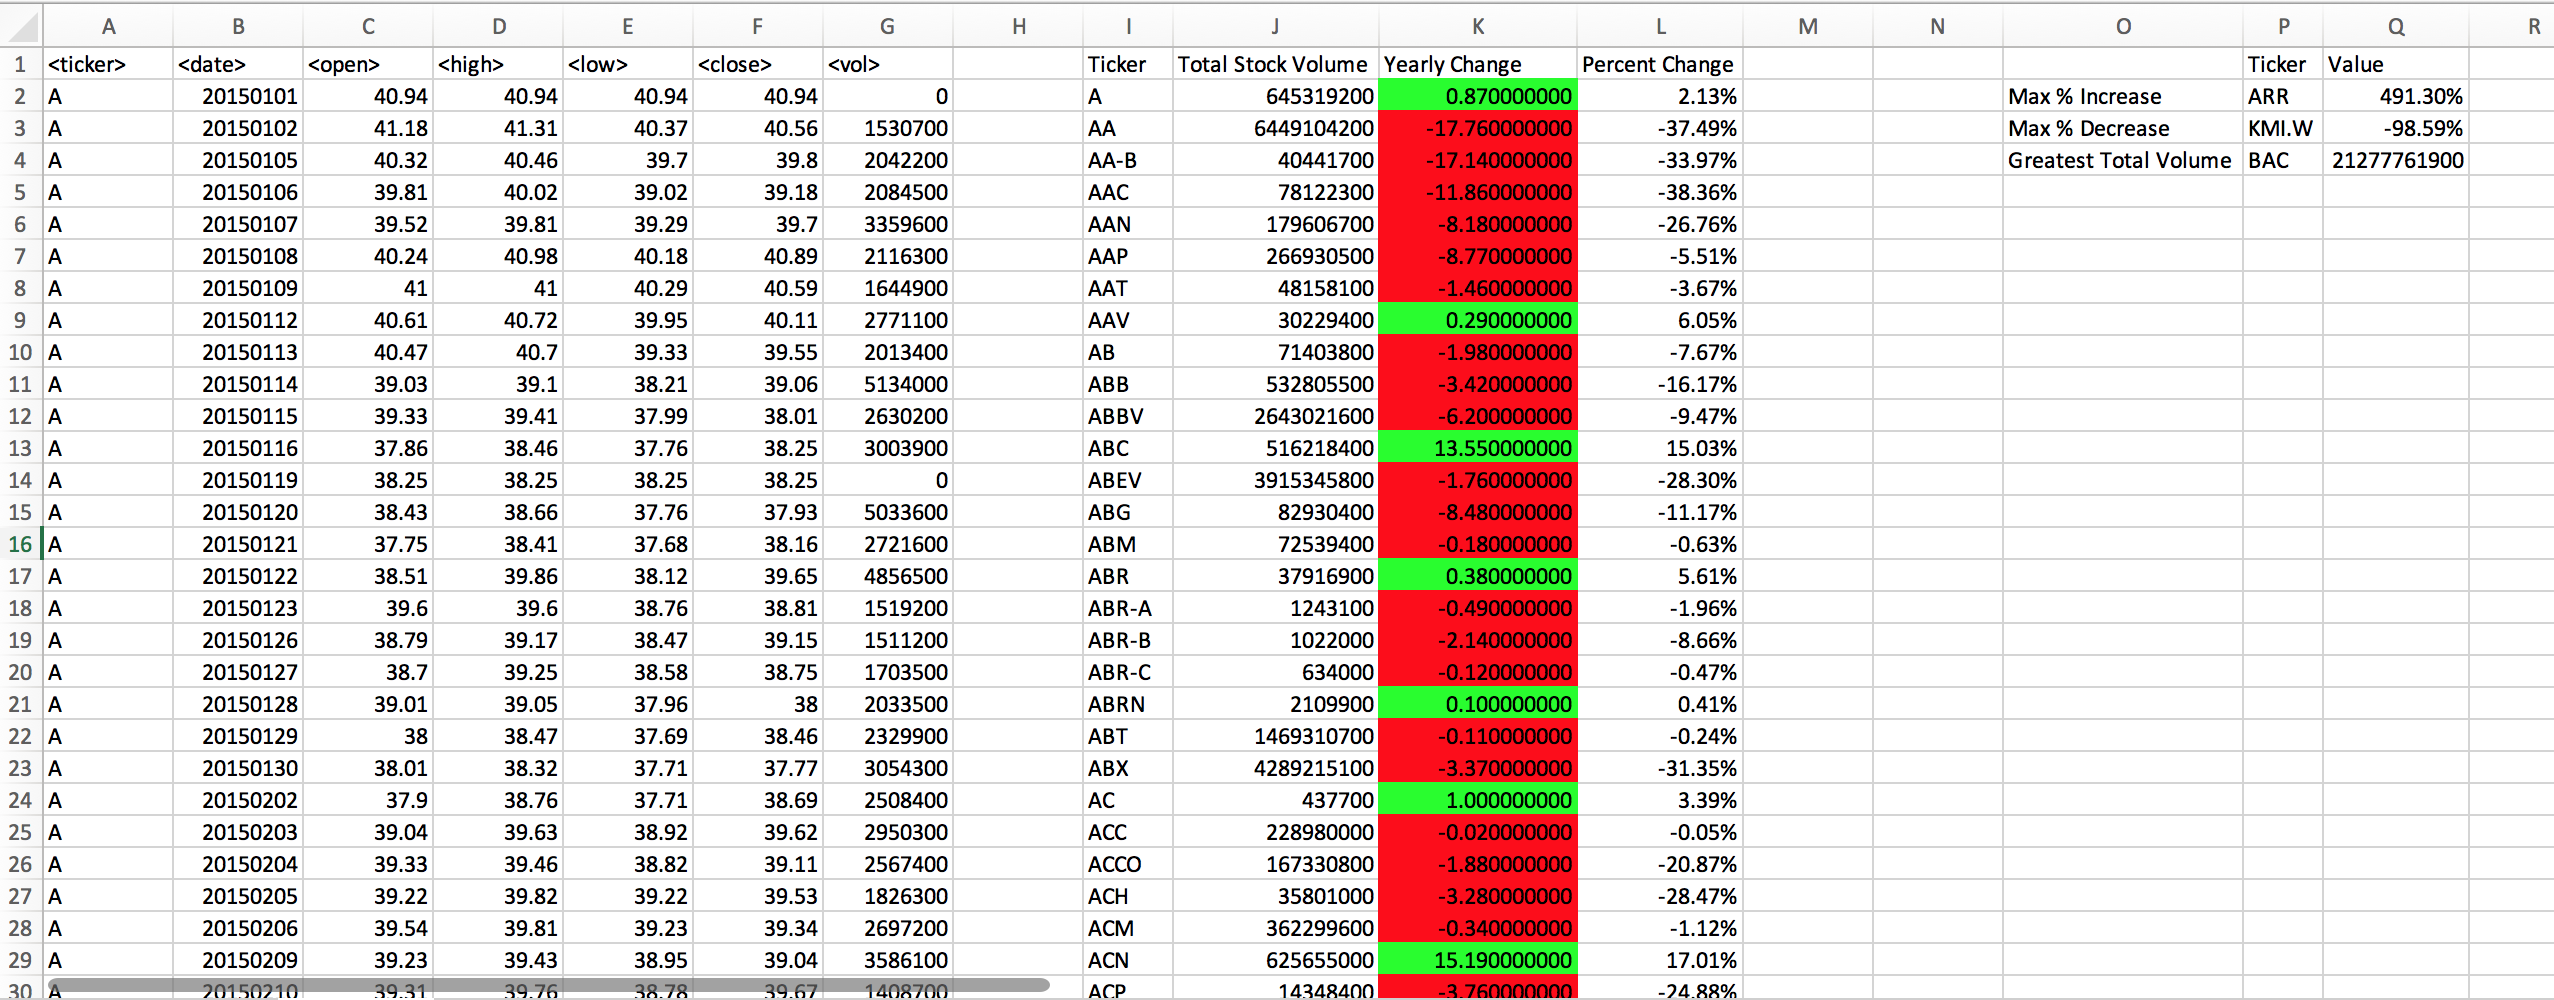 A B C D E F G H I J K L M N O P Q R
1 <ticker> <date> <open> <high> <low> <close> <vol> Ticker Total Stock Volume Yearly Change Percent Change Ticker Value
2 A 20150101 40.94 40.94 40.94 40.94 0 A 645319200 0.870000000 2.13% Max % Increase ARR 491.30%
3 A 20150102 41.18 41.31 40.37 40.56 1530700 AA 6449104200 -17.760000000 -37.49% Max % Decrease KMI.W -98.59%
4 A 20150105 40.32 40.46 39.7 39.8 2042200 AA-B 40441700 -17.140000000 -33.97% Greatest Total Volume BAC 21277761900
5 A 20150106 39.81 40.02 39.02 39.18 2084500 AAC 78122300 -11.860000000 -38.36%
6 A 20150107 39.52 39.81 39.29 39.7 3359600 AAN 179606700 -8.180000000 -26.76%
7 A 20150108 40.24 40.98 40.18 40.89 2116300 AAP 266930500 -8.770000000 -5.51%
8 A 20150109 41 41 40.29 40.59 1644900 AAT 48158100 -1.460000000 -3.67%
9 A 20150112 40.61 40.72 39.95 40.11 2771100 AAV 30229400 0.290000000 6.05%
10 A 20150113 40.47 40.7 39.33 39.55 2013400 AB 71403800 -1.980000000 -7.67%
11 A 20150114 39.03 39.1 38.21 39.06 5134000 ABB 532805500 -3.420000000 -16.17%
12 A 20150115 39.33 39.41 37.99 38.01 2630200 ABBV 2643021600 -6.200000000 -9.47%
13 A 20150116 37.86 38.46 37.76 38.25 3003900 ABC 516218400 13.550000000 15.03%
14 A 20150119 38.25 38.25 38.25 38.25 0 ABEV 3915345800 -1.760000000 -28.30%
15 A 20150120 38.43 38.66 37.76 37.93 5033600 ABG 82930400 -8.480000000 -11.17%
16 A 20150121 37.75 38.41 37.68 38.16 2721600 ABM 72539400 -0.180000000 -0.63%
17 A 20150122 38.51 39.86 38.12 39.65 4856500 ABR 37916900 0.380000000 5.61%
18 A 20150123 39.6 39.6 38.76 38.81 1519200 ABR-A 1243100 -0.490000000 -1.96%
19 A 20150126 38.79 39.17 38.47 39.15 1511200 ABR-B 1022000 -2.140000000 -8.66%
20 A 20150127 38.7 39.25 38.58 38.75 1703500 ABR-C 634000 -0.120000000 -0.47%
21 A 20150128 39.01 39.05 37.96 38 2033500 ABRN 2109900 0.100000000 0.41%
22 A 20150129 38 38.47 37.69 38.46 2329900 ABT 1469310700 -0.110000000 -0.24%
23 A 20150130 38.01 38.32 37.71 37.77 3054300 ABX 4289215100 -3.370000000 -31.35%
24 A 20150202 37.9 38.76 37.71 38.69 2508400 AC 437700 1.000000000 3.39%
25 A 20150203 39.04 39.63 38.92 39.62 2950300 ACC 228980000 -0.020000000 -0.05%
26 A 20150204 39.33 39.46 38.82 39.11 2567400 ACCO 167330800 -1.880000000 -20.87%
27 A 20150205 39.22 39.82 39.22 39.53 1826300 ACH 35801000 -3.280000000 -28.47%
28 A 20150206 39.54 39.81 39.23 39.34 2697200 ACM 362299600 -0.340000000 -1.12%
29 A 20150209 39.23 39.43 38.95 39.04 3586100 ACN 625655000 15.190000000 17.01%
30 A 20150210 39.31 39.76 38.78 39.67 1408700 ACP 14348400 -3.760000000 -24.88%